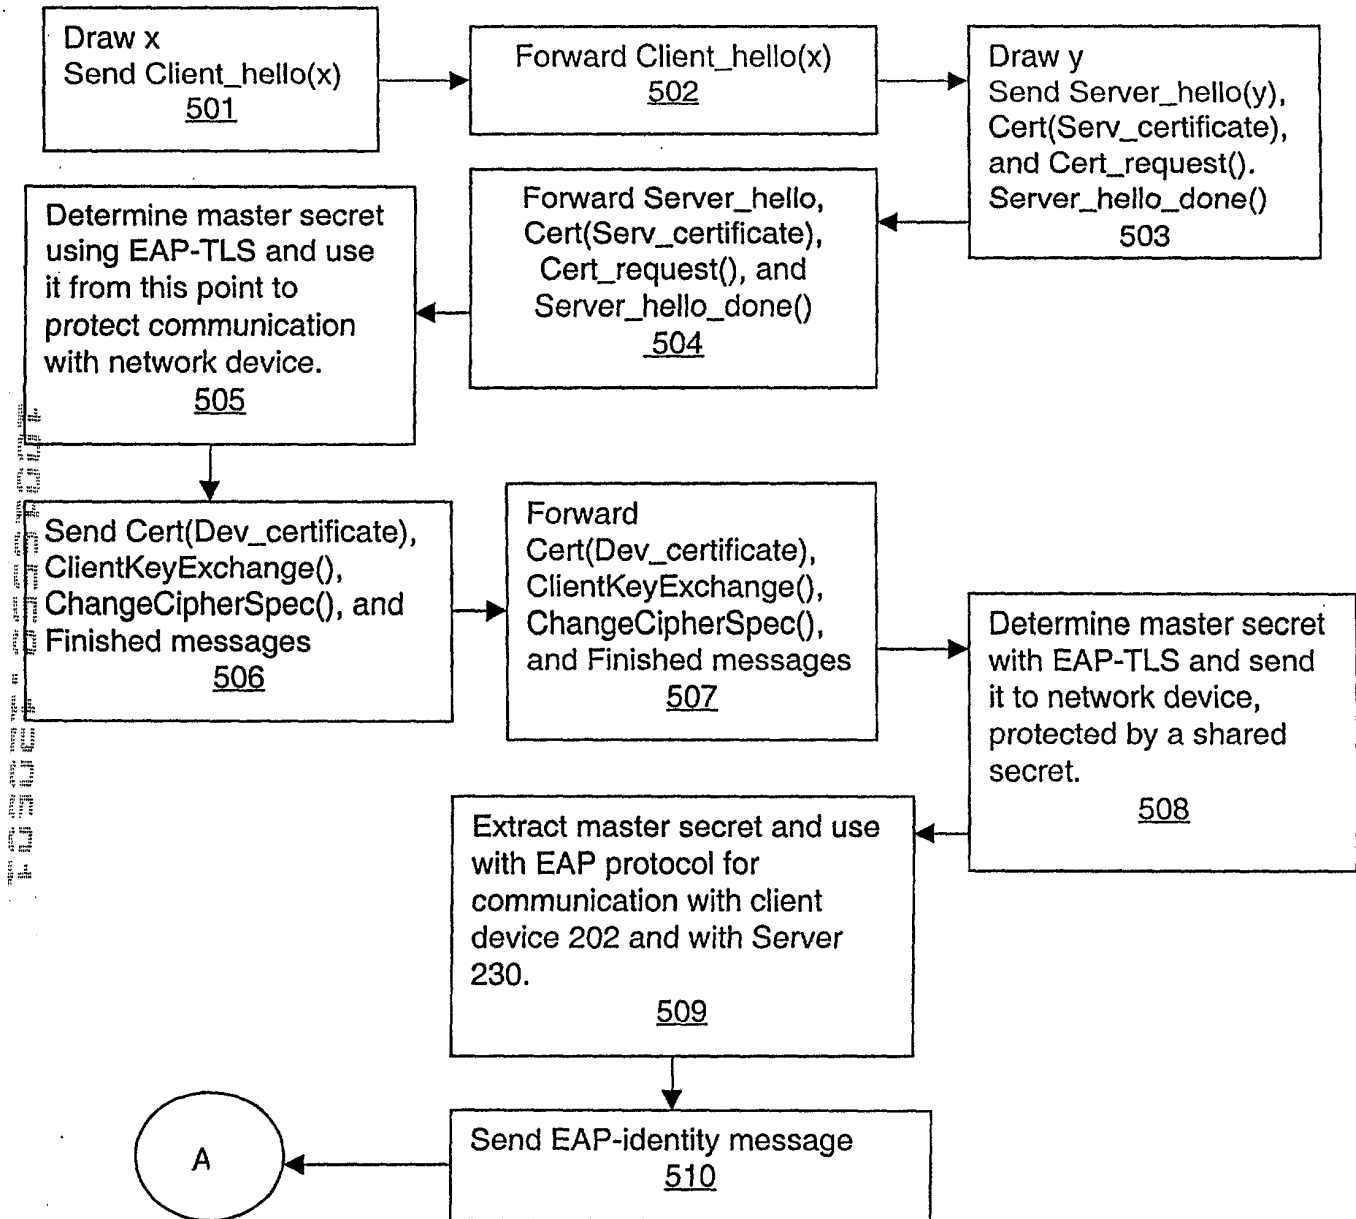 Draw x
Send Client_hello(x)
501
Forward Client_hello(x)
502
Draw y
Send Server_hello(y),
Cert(Serv_certificate),
and Cert_request().
Server_hello_done()
503
Forward Server_hello,
Cert(Serv_certificate),
Cert_request(), and
Server_hello_done()
504
Determine master secret
using EAP-TLS and use
it from this point to
protect communication
with network device.
505
Send Cert(Dev_certificate),
ClientKeyExchange(),
ChangeCipherSpec(), and
Finished messages
506
Forward
Cert(Dev_certificate),
ClientKeyExchange(),
ChangeCipherSpec(),
and Finished messages
507
Determine master secret
with EAP-TLS and send
it to network device,
protected by a shared
secret.
508
Extract master secret and use
with EAP protocol for
communication with client
device 202 and with Server
230.
509
Send EAP-identity message
510
A